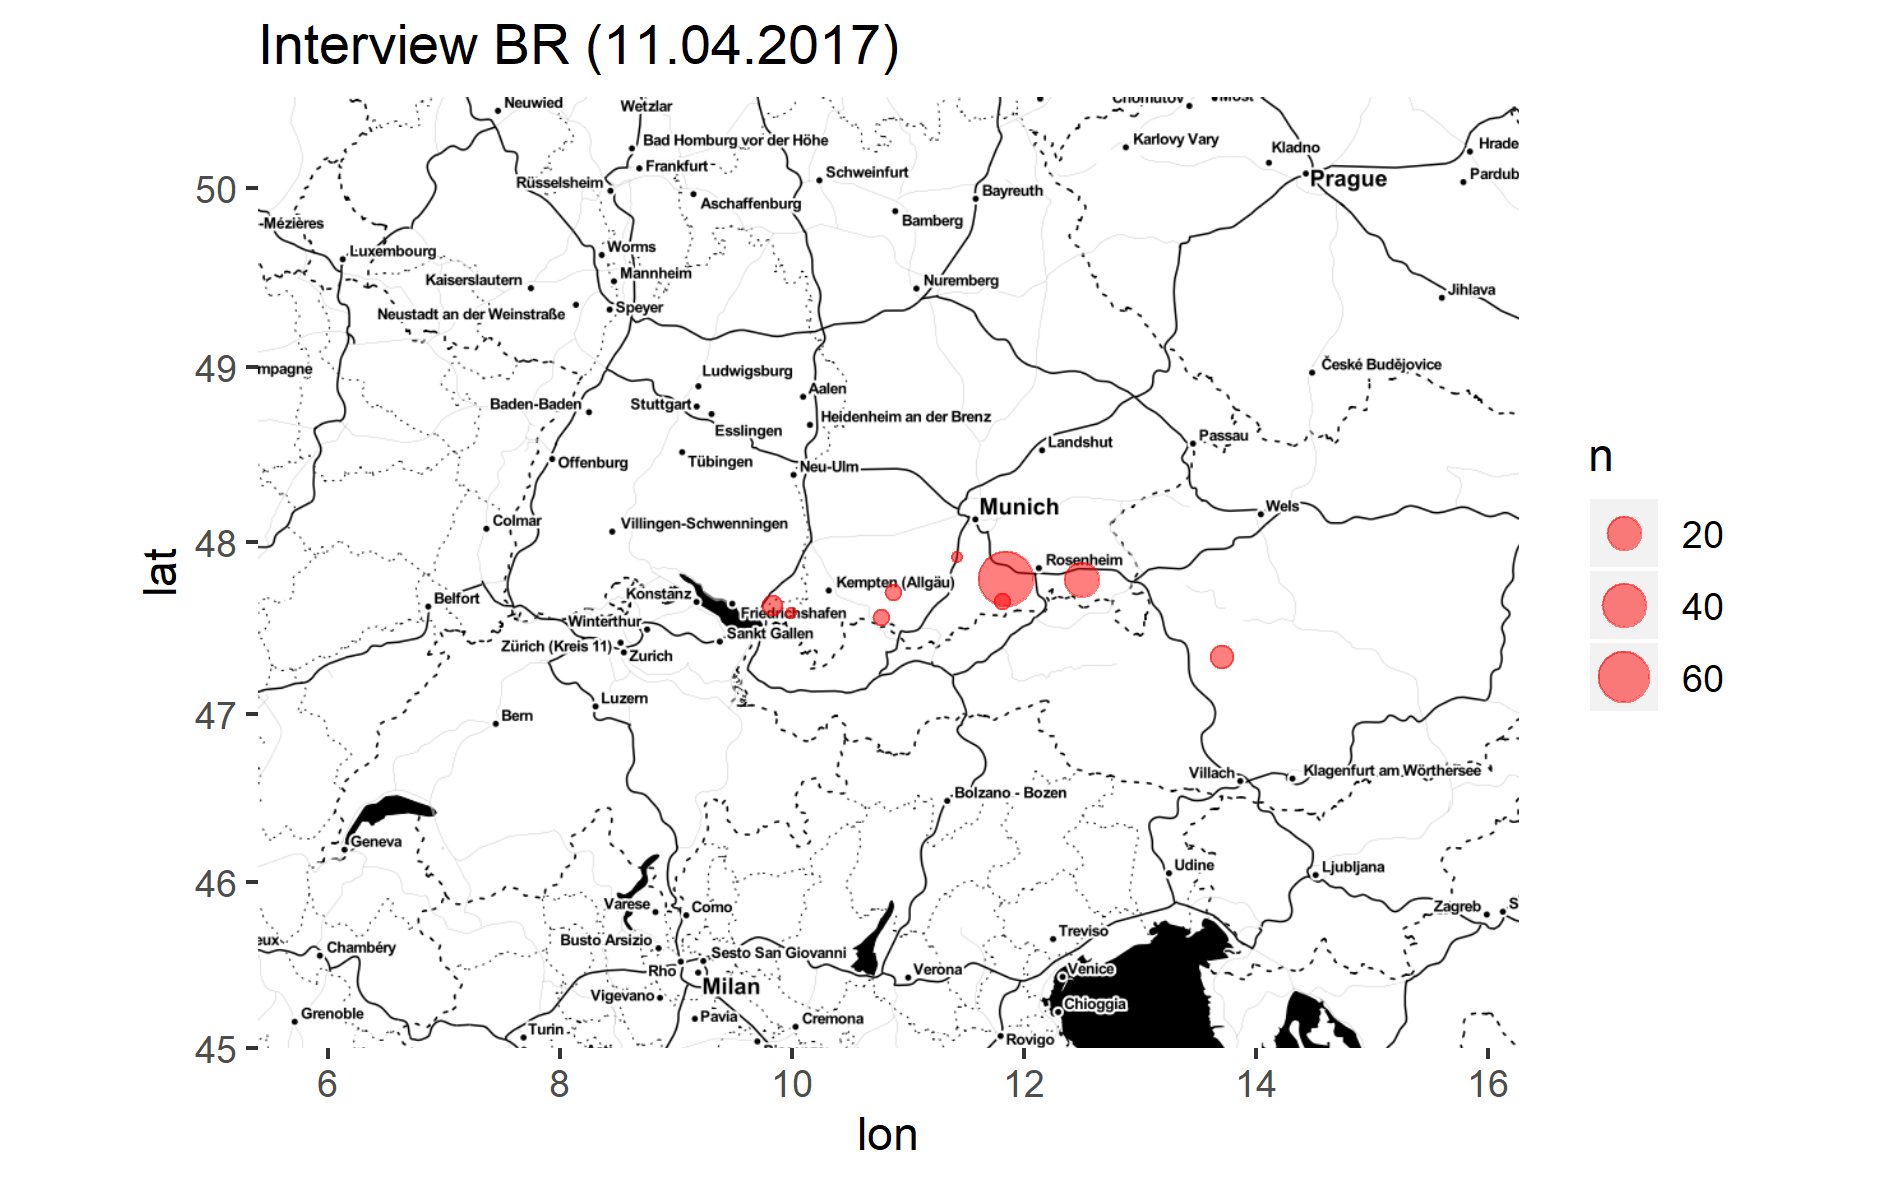 Interview BR (11.04.2017)
Neuwied
Wetzlar
Chomutov
Most
Bad Homburg vor der Höhe
Karlovy Vary
Kladno
Hrade
Frankfurt
Schweinfurt
Prague
Pardub
Rüsselsheim
Aschaffenburg
Bayreuth
50
-Mézières
Bamberg
Luxembourg
Worms
Kaiserslautern
Mannheim
Nuremberg
Jihlava
Neustadt an der Weinstraße
Speyer
49
mpagne
Ludwigsburg
České Budějovice
Baden-Baden
Stuttgart
Aalen
Heidenheim an der Brenz
Esslingen
Landshut
Passau
Offenburg
Tübingen
Neu-Ulm
n
Munich
Wels
Colmar
Villingen-Schwenningen
20
48
lat
Rosenheim
Kempten (Allgäu)
Belfort
Konstanz
Friedrichshafen
40
Winterthur
Sankt Gallen
Zürich (Kreis 11)
Zurich
60
Luzern
47
Bern
Villach
Klagenfurt am Wörthersee
Bolzano - Bozen
Geneva
Udine
Ljubljana
46
Varese
Como
Zagreb
S
eux
Chambéry
Busto Arsizio
Sesto San Giovanni
Treviso
Rho
Verona
Venice
Milan
Vigevano
Chioggia
Grenoble
Pavia
Cremona
Turin
Rovigo
45
6
8
10
12
14
16
lon